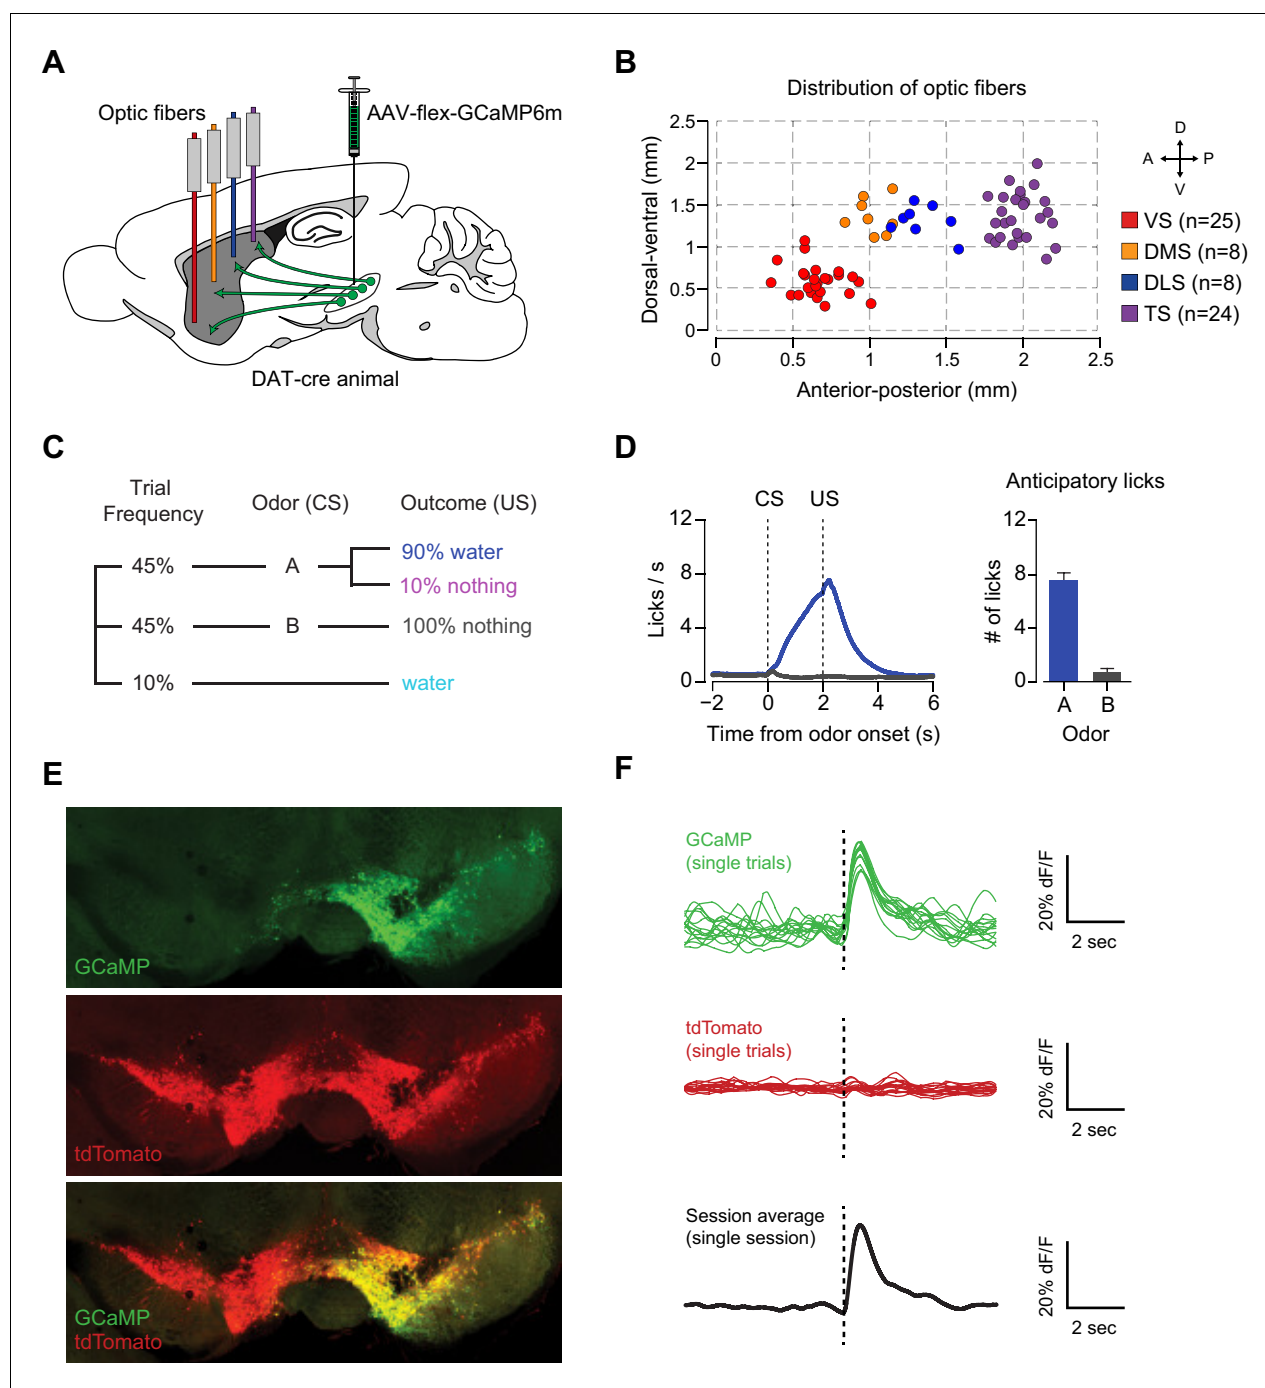 A
Optic fibers
AAV-flex-GCaMP6m
DAT-cre animal
B
Distribution of optic fibers
Dorsal-ventral (mm)
2.5
2
1.5
1
0.5
0
0
0.5
1
1.5
2
2.5
Anterior-posterior (mm)
D
A
P
V
VS (n=25)
DMS (n=8)
DLS (n=8)
TS (n=24)
C
Trial
Frequency
Odor (CS)
Outcome (US)
45%
A
90% water
10% nothing
45%
B
100% nothing
10%
water
D
CS
US
Licks / s
12
8
4
0
−2
0
2
4
6
Time from odor onset (s)
Anticipatory licks
# of licks
12
8
4
0
A
B
Odor
E
GCaMP
tdTomato
GCaMP
tdTomato
F
GCaMP
(single trials)
20% dF/F
2 sec
tdTomato
(single trials)
20% dF/F
2 sec
Session average
(single session)
20% dF/F
2 sec